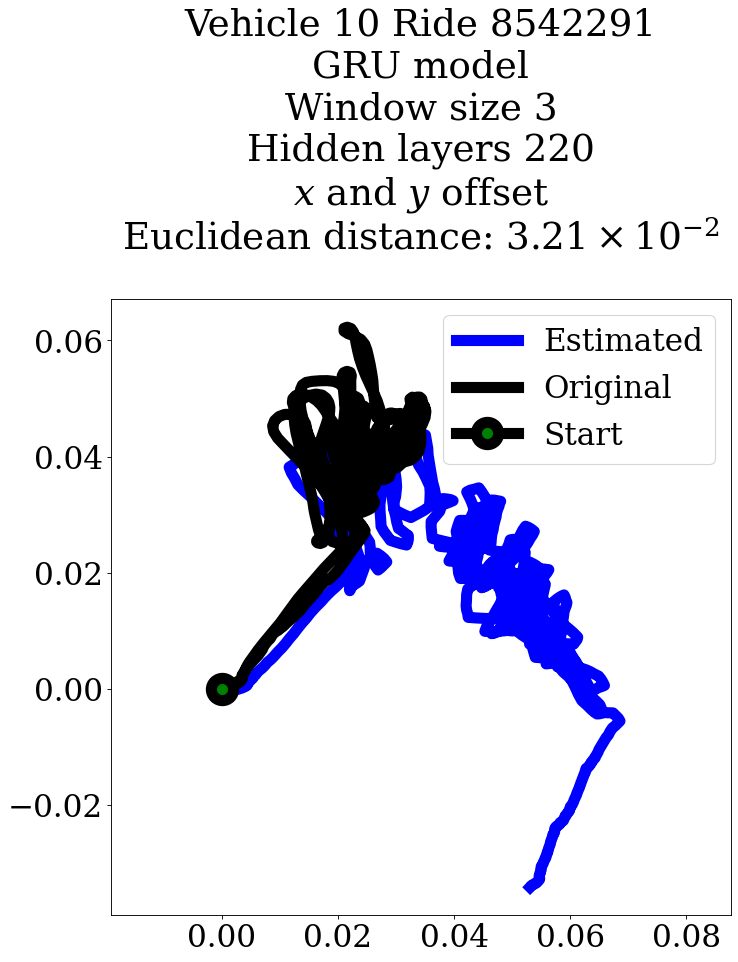 Vehicle 10 Ride 8542291
GRU model
Window size 3
Hidden layers 220
x and y offset
Euclidean distance: 3.21 × 10⁻²
Estimated
Original
Start
0.06
0.04
0.02
0.00
−0.02
0.00 0.02 0.04 0.06 0.08